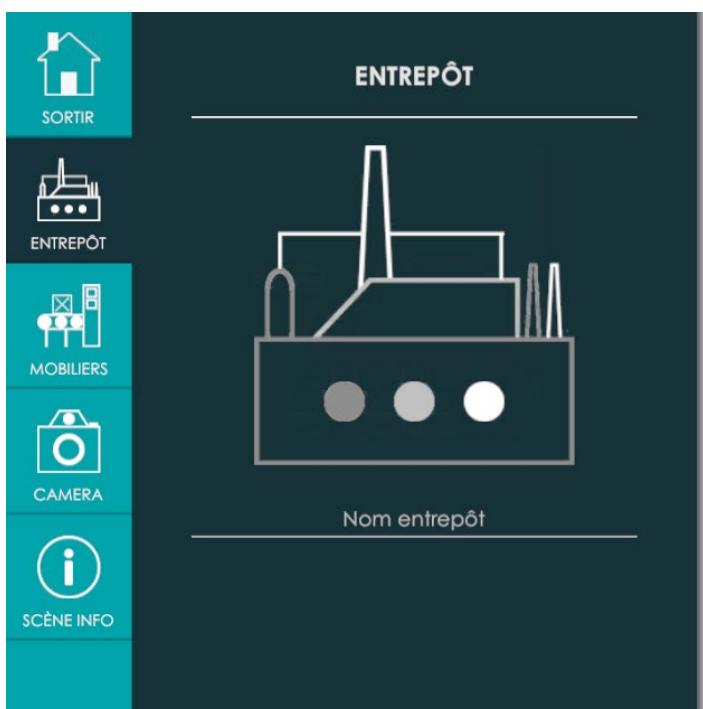 SORTIR
ENTREPÔT
MOBILIERS
CAMERA
SCÈNE INFO
ENTREPÔT
Nom entrepôt